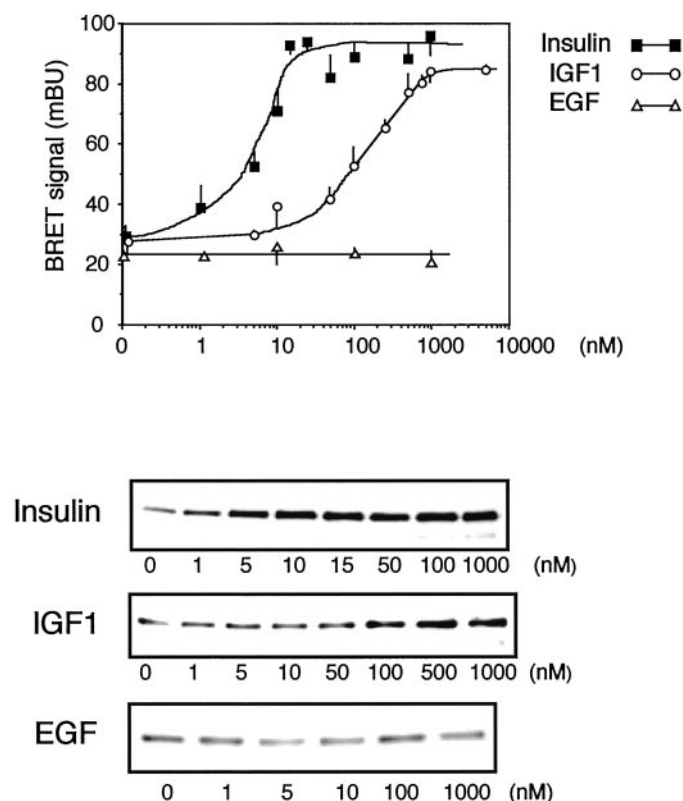 100
80
60
40
20
0
BRET signal (mBU)
0 1 10 100 1000 10000 (nM)
Insulin
IGF1
EGF
Insulin
0 1 5 10 15 50 100 1000 (nM)
IGF1
0 1 5 10 50 100 500 1000 (nM)
EGF
0 1 5 10 100 1000 (nM)